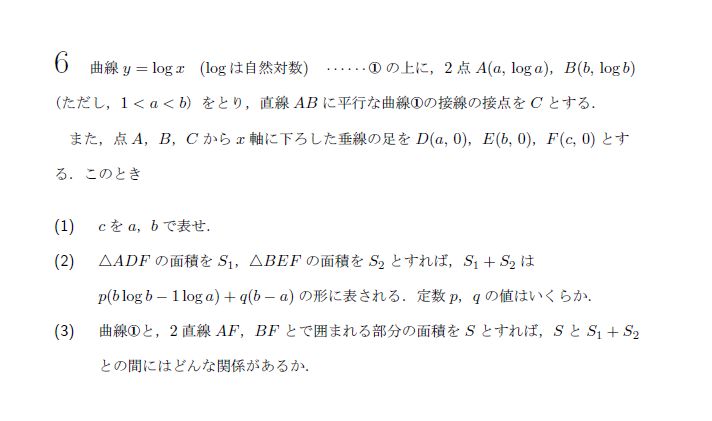 6 曲線 y = log x (log は自然対数) ‥‥‥① の上に，2 点 A(a, log a)，B(b, log b)
(ただし，1 < a < b) をとり，直線 AB に平行な曲線①の接線の接点を C とする．
また，点 A，B，C から x 軸に下ろした垂線の足を D(a, 0)，E(b, 0)，F(c, 0) とす
る．このとき
(1) c を a，b で表せ．
(2) △ADF の面積を S₁，△BEF の面積を S₂ とすれば，S₁ + S₂ は
p(b log b − 1 log a) + q(b − a) の形に表される．定数 p，q の値はいくらか．
(3) 曲線①と，2 直線 AF，BF とで囲まれる部分の面積を S とすれば，S と S₁ + S₂
との間にはどんな関係があるか．